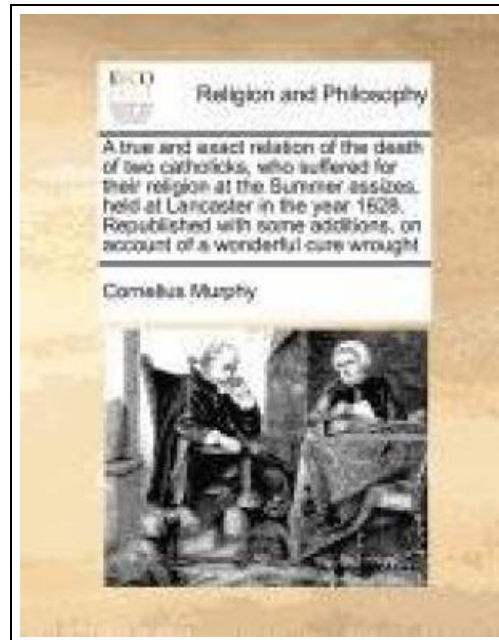 ECCO
Religion and Philosophy
A true and exact relation of the death
of two catholicks, who suffered for
their religion at the Summer assizes,
held at Lancaster in the year 1628.
Republished with some additions, on
account of a wonderful cure wrought
Cornelius Murphy